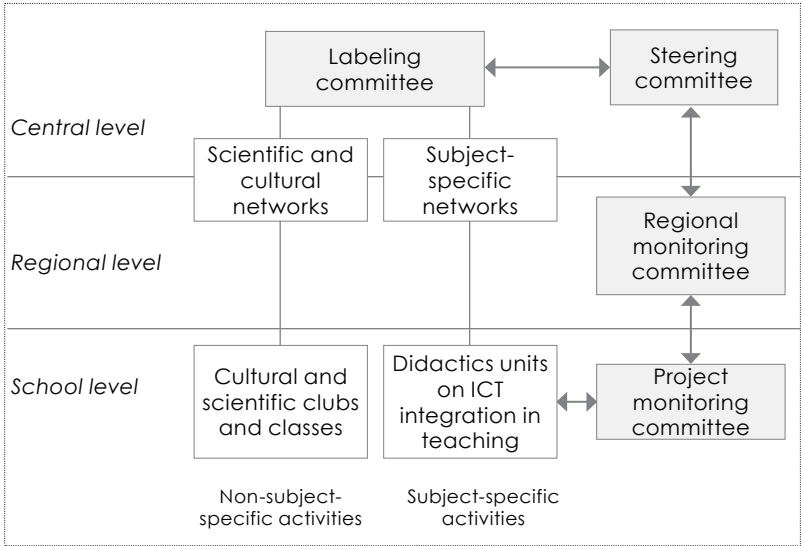 Labeling
committee
Steering
committee
Central level
Scientific and
cultural
networks
Subject-
specific
networks
Regional
monitoring
committee
Regional level
School level
Cultural and
scientific clubs
and classes
Didactics units
on ICT
integration in
teaching
Project
monitoring
committee
Non-subject-
specific activities
Subject-specific
activities